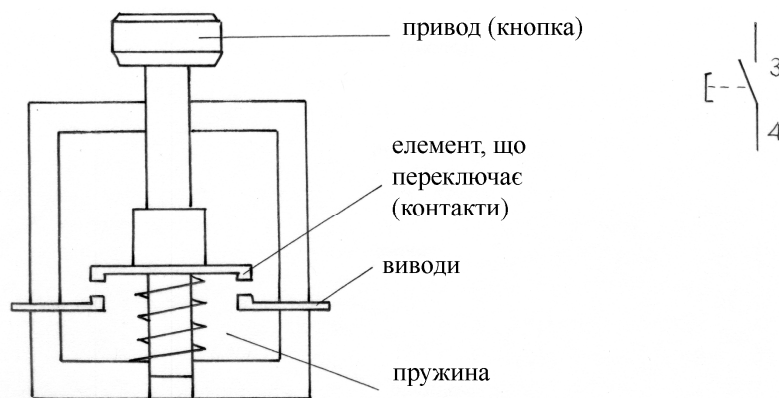 привод (кнопка)
3
4
елемент, що
переключає
(контакти)
виводи
пружина